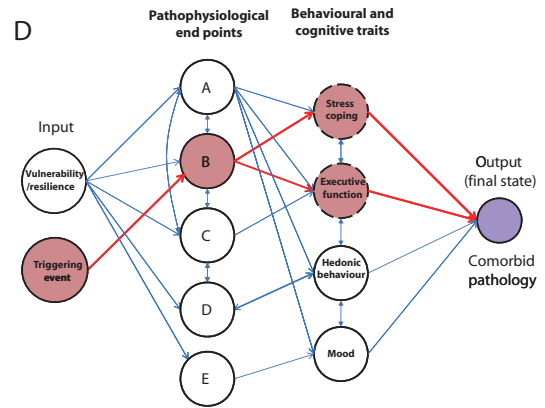 D
Pathophysiological
end points
Behavioural and
cognitive traits
Input
Vulnerability
/resilience
Triggering
event
A
B
C
D
E
Stress
coping
Executive
function
Hedonic
behaviour
Mood
Output
(final state)
Comorbid
pathology